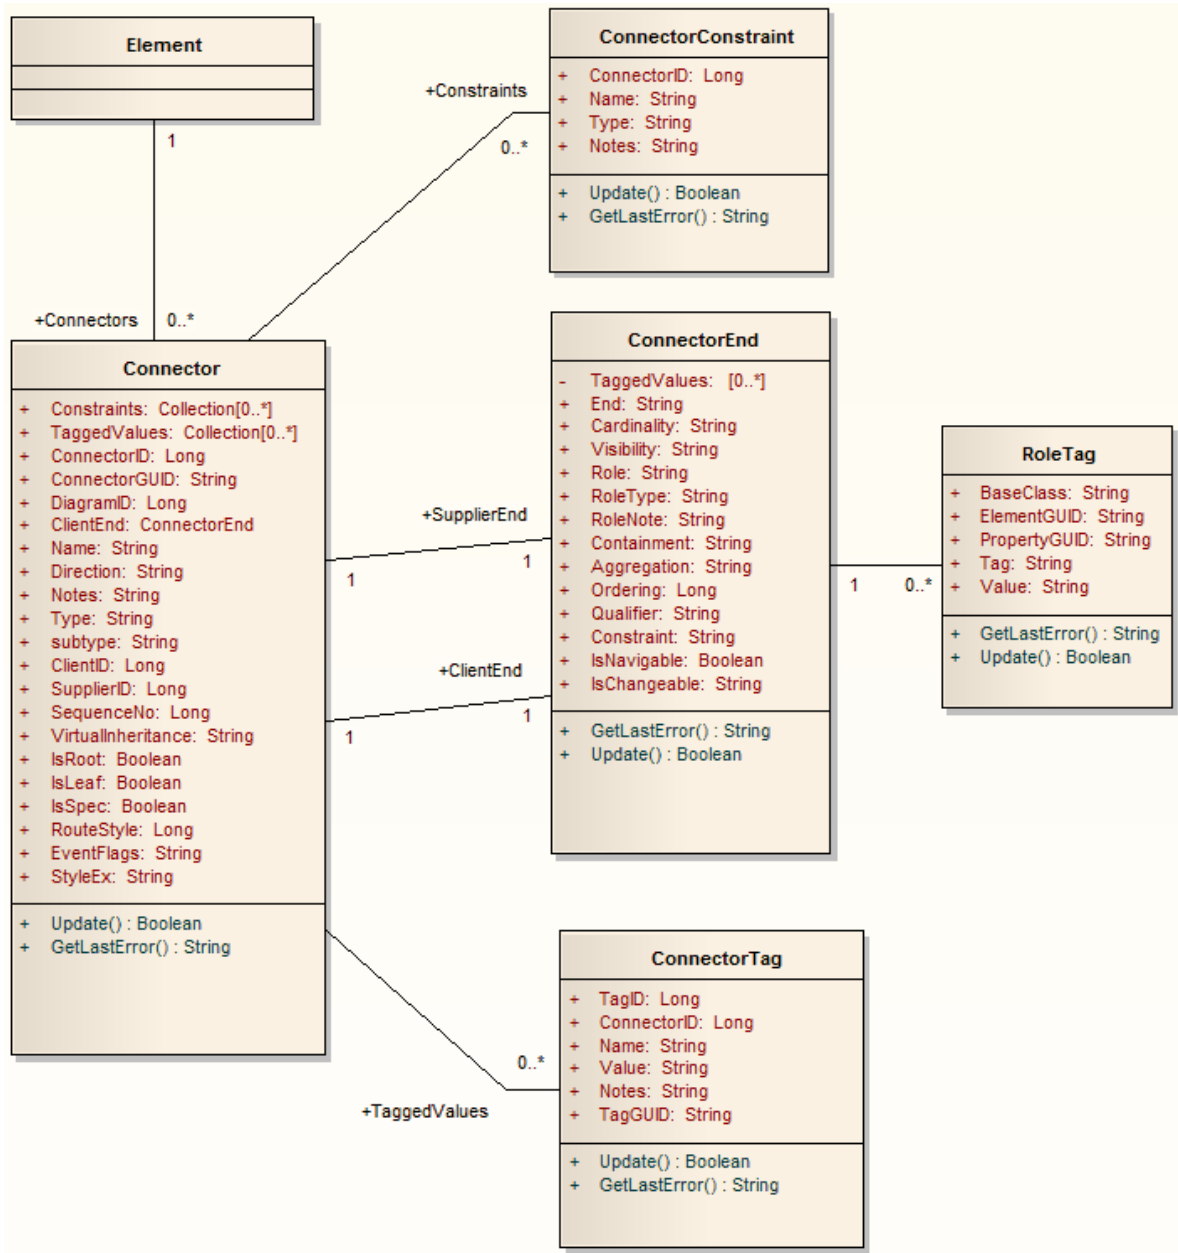 Element
1
+Connectors
0..*
+Constraints
0..*
ConnectorConstraint
+ ConnectorID: Long
+ Name: String
+ Type: String
+ Notes: String
+ Update() : Boolean
+ GetLastError() : String
Connector
+ Constraints: Collection[0..*]
+ TaggedValues: Collection[0..*]
+ ConnectorID: Long
+ ConnectorGUID: String
+ DiagramID: Long
+ ClientEnd: ConnectorEnd
+ Name: String
+ Direction: String
+ Notes: String
+ Type: String
+ subtype: String
+ ClientID: Long
+ SupplierID: Long
+ SequenceNo: Long
+ VirtualInheritance: String
+ IsRoot: Boolean
+ IsLeaf: Boolean
+ IsSpec: Boolean
+ RouteStyle: Long
+ EventFlags: String
+ StyleEx: String
+ Update() : Boolean
+ GetLastError() : String
+SupplierEnd
1
1
+ClientEnd
1
1
ConnectorEnd
- TaggedValues: [0..*]
+ End: String
+ Cardinality: String
+ Visibility: String
+ Role: String
+ RoleType: String
+ RoleNote: String
+ Containment: String
+ Aggregation: String
+ Ordering: Long
+ Qualifier: String
+ Constraint: String
+ IsNavigable: Boolean
+ IsChangeable: String
+ GetLastError() : String
+ Update() : Boolean
1
0..*
RoleTag
+ BaseClass: String
+ ElementGUID: String
+ PropertyGUID: String
+ Tag: String
+ Value: String
+ GetLastError() : String
+ Update() : Boolean
0..*
+TaggedValues
ConnectorTag
+ TagID: Long
+ ConnectorID: Long
+ Name: String
+ Value: String
+ Notes: String
+ TagGUID: String
+ Update() : Boolean
+ GetLastError() : String